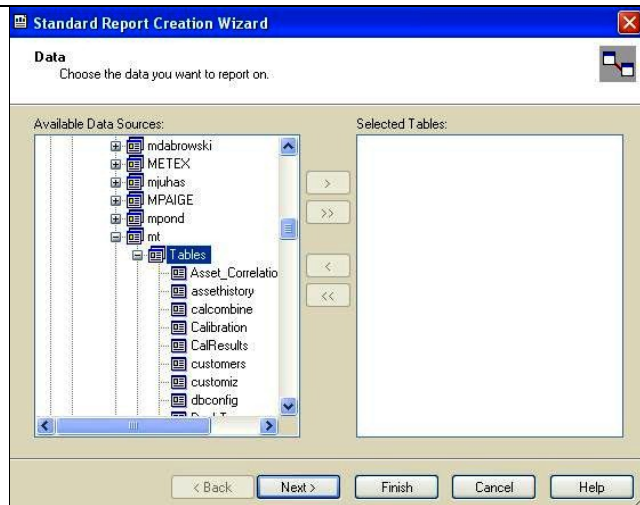 Standard Report Creation Wizard
Data
Choose the data you want to report on.
Available Data Sources:
Selected Tables:
mdabrowski
METEX
mjuhas
MPAIGE
mpond
mt
Tables
Asset_Correlatio
assethistory
calcombine
Calibration
CalResults
customers
customiz
dbconfig
>
>>
<
<<
< Back
Next >
Finish
Cancel
Help